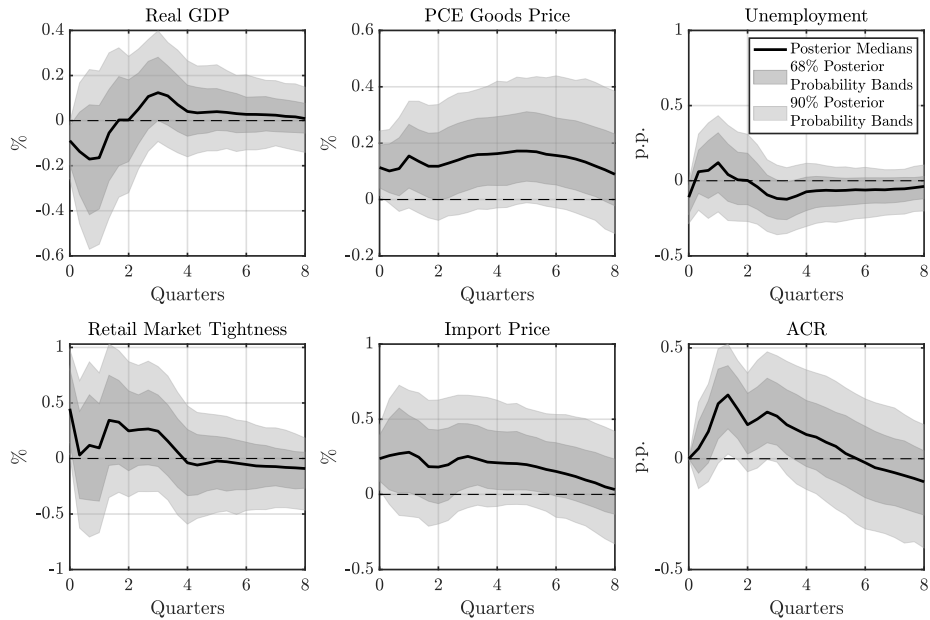 Real GDP
0.4
0.2
0
-0.2
-0.4
-0.6
%
0 2 4 6 8
Quarters
PCE Goods Price
0.6
0.4
0.2
0
-0.2
%
0 2 4 6 8
Quarters
Unemployment
1
0.5
0
-0.5
p.p.
Posterior Medians
68% Posterior
Probability Bands
90% Posterior
Probability Bands
0 2 4 6 8
Quarters
Retail Market Tightness
1
0.5
0
-0.5
-1
%
0 2 4 6 8
Quarters
Import Price
1
0.5
0
-0.5
%
0 2 4 6 8
Quarters
ACR
0.5
0
-0.5
p.p.
0 2 4 6 8
Quarters